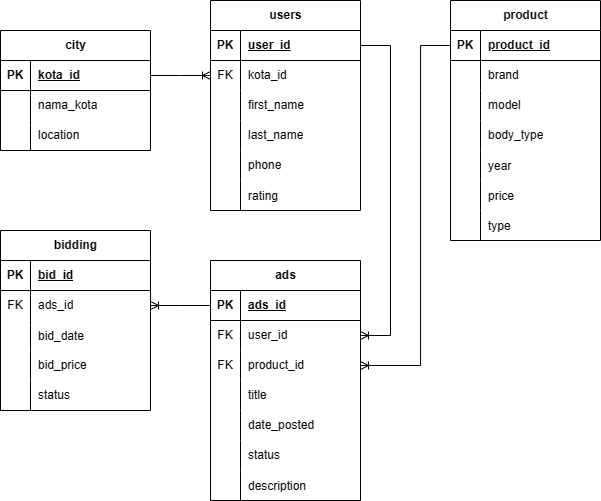 city
PK kota_id
nama_kota
location
users
PK user_id
FK kota_id
first_name
last_name
phone
rating
product
PK product_id
brand
model
body_type
year
price
type
bidding
PK bid_id
FK ads_id
bid_date
bid_price
status
ads
PK ads_id
FK user_id
FK product_id
title
date_posted
status
description